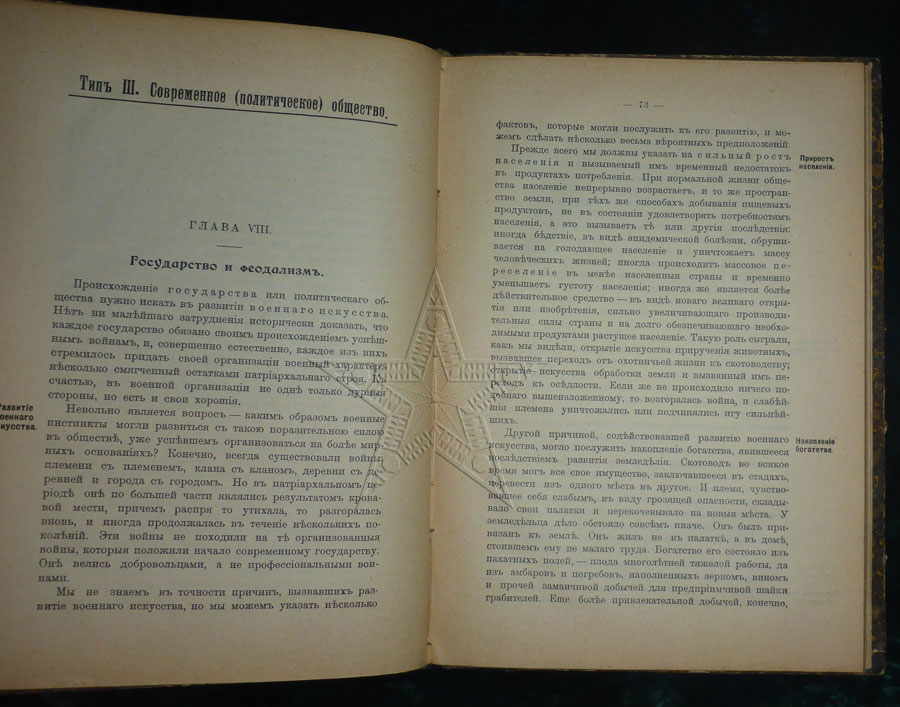 Типъ III. Современное (политическое) общество.
ГЛАВА VIII.
Государство и феодализмъ.
Происхожденіе государства или политическаго об-
щества нужно искать въ развитіи военнаго искусства.
Нѣтъ ни малѣйшаго затрудненія исторически доказать, что
каждое государство обязано своимъ происхожденіемъ успѣш-
нымъ войнамъ, и, совершенно естественно, каждое изъ нихъ
стремилось придать своей организаціи военный характеръ
нѣсколько смягченный остатками патріархальнаго строя. Къ
счастью, въ военной организаціи не однѣ только дурныя
стороны, но есть и свои хорошія.
Развитіе
военнаго
искусства.
Невольно является вопросъ — какимъ образомъ военные
инстинкты могли развиться съ такою поразительною силою
въ обществѣ, уже успѣвшемъ организоваться на болѣе мир-
ныхъ основаніяхъ? Конечно, всегда существовали войны
племени съ племенемъ, клана съ кланомъ, деревни съ де-
ревней и города съ городомъ. Но въ патріархальномъ пе-
ріодѣ онѣ по большей части являлись результатомъ крова-
вой мести, причемъ распря то утихала, то разгоралась
вновь, и иногда продолжалась въ теченіе нѣсколькихъ по-
колѣній. Эти войны не походили на тѣ организованныя
войны, которыя положили начало современному государству.
Онѣ велись добровольцами, а не профессіональными вои-
нами.
Мы не знаемъ въ точности причинъ, вызвавшихъ раз-
витіе военнаго искусства, но мы можемъ указать нѣсколько
— 73 —
фактовъ, которые могли послужить къ его развитію, и мо-
жемъ сдѣлать нѣсколько весьма вѣроятныхъ предположеній.
Прежде всего мы должны указать на сильный ростъ
населенія и вызываемый имъ временный недостатокъ
въ продуктахъ потребленія. При нормальной жизни обще-
ства населеніе непрерывно возрастаетъ, и то же простран-
ство земли, при тѣхъ же способахъ добыванія пищевыхъ
продуктовъ, не въ состояніи удовлетворять потребностямъ
населенія, а это вызываетъ тѣ или другія послѣдствія;
иногда бѣдствіе, въ видѣ эпидемической болѣзни, обруши-
вается на голодающее населеніе и уничтожаетъ массу
человѣческихъ жизней; иногда происходитъ массовое пе-
реселеніе въ менѣе населенныя страны и временно
уменьшаетъ густоту населенія; иногда же является болѣе
дѣйствительное средство — въ видѣ новаго великаго откры-
тія или изобрѣтенія, сильно увеличивающаго производи-
тельныя силы страны и на долго обезпечивающаго необхо-
димыми продуктами растущее населеніе. Такую роль сыграли,
какъ мы видѣли, открытіе искусства прирученія животныхъ,
вызвавшее переходъ отъ охотничьей жизни къ скотоводству;
открытіе искусства обработки земли и вызванный имъ пе-
реходъ къ осѣдлости. Если же не происходило ничего по-
добнаго вышеизложенному, то возгоралась война, и слабѣй-
шія племена уничтожались или подчинялись игу сильнѣй-
шихъ.
Приростъ
населенія.
Другой причиной, содѣйствовавшей развитію военнаго
искусства, могло послужить накопленіе богатства, явившееся
послѣдствіемъ развитія земледѣлія. Скотоводъ во всякое
время могъ все свое имущество, заключавшееся въ стадахъ,
перевести изъ одного мѣста въ другое. И племя, чувство-
вавшее себя слабымъ, въ виду грозящей опасности, склады-
вало свои палатки и перекочевывало на новыя мѣста. У
земледѣльца дѣло обстояло совсѣмъ иначе. Онъ былъ при-
вязанъ къ землѣ. Онъ жилъ не въ палаткѣ, а въ домѣ,
стоившемъ ему не малаго труда. Богатство его состояло изъ
пахатныхъ полей, — плода многолѣтней тяжелой работы, да
изъ амбаровъ и погребовъ, наполненныхъ зерномъ, виномъ
и прочей заманчивой добычей для предпріимчивой шайки
грабителей. Еще болѣе привлекательной добычей, конечно,
Накопленіе
богатства.